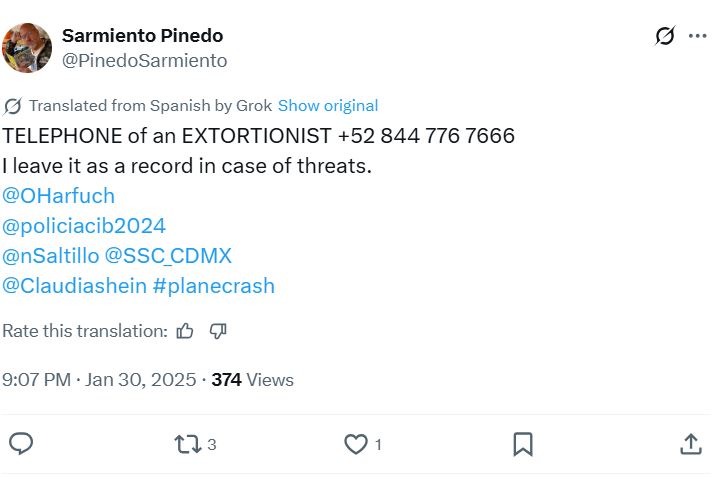 Sarmiento Pinedo
@PinedoSarmiento
Translated from Spanish by Grok Show original
TELEPHONE of an EXTORTIONIST +52 844 776 7666
I leave it as a record in case of threats.
@OHarfuch
@policiacib2024
@nSaltillo @SSC_CDMX
@Claudiashein #planecrash
Rate this translation:
9:07 PM · Jan 30, 2025 · 374 Views
3
1